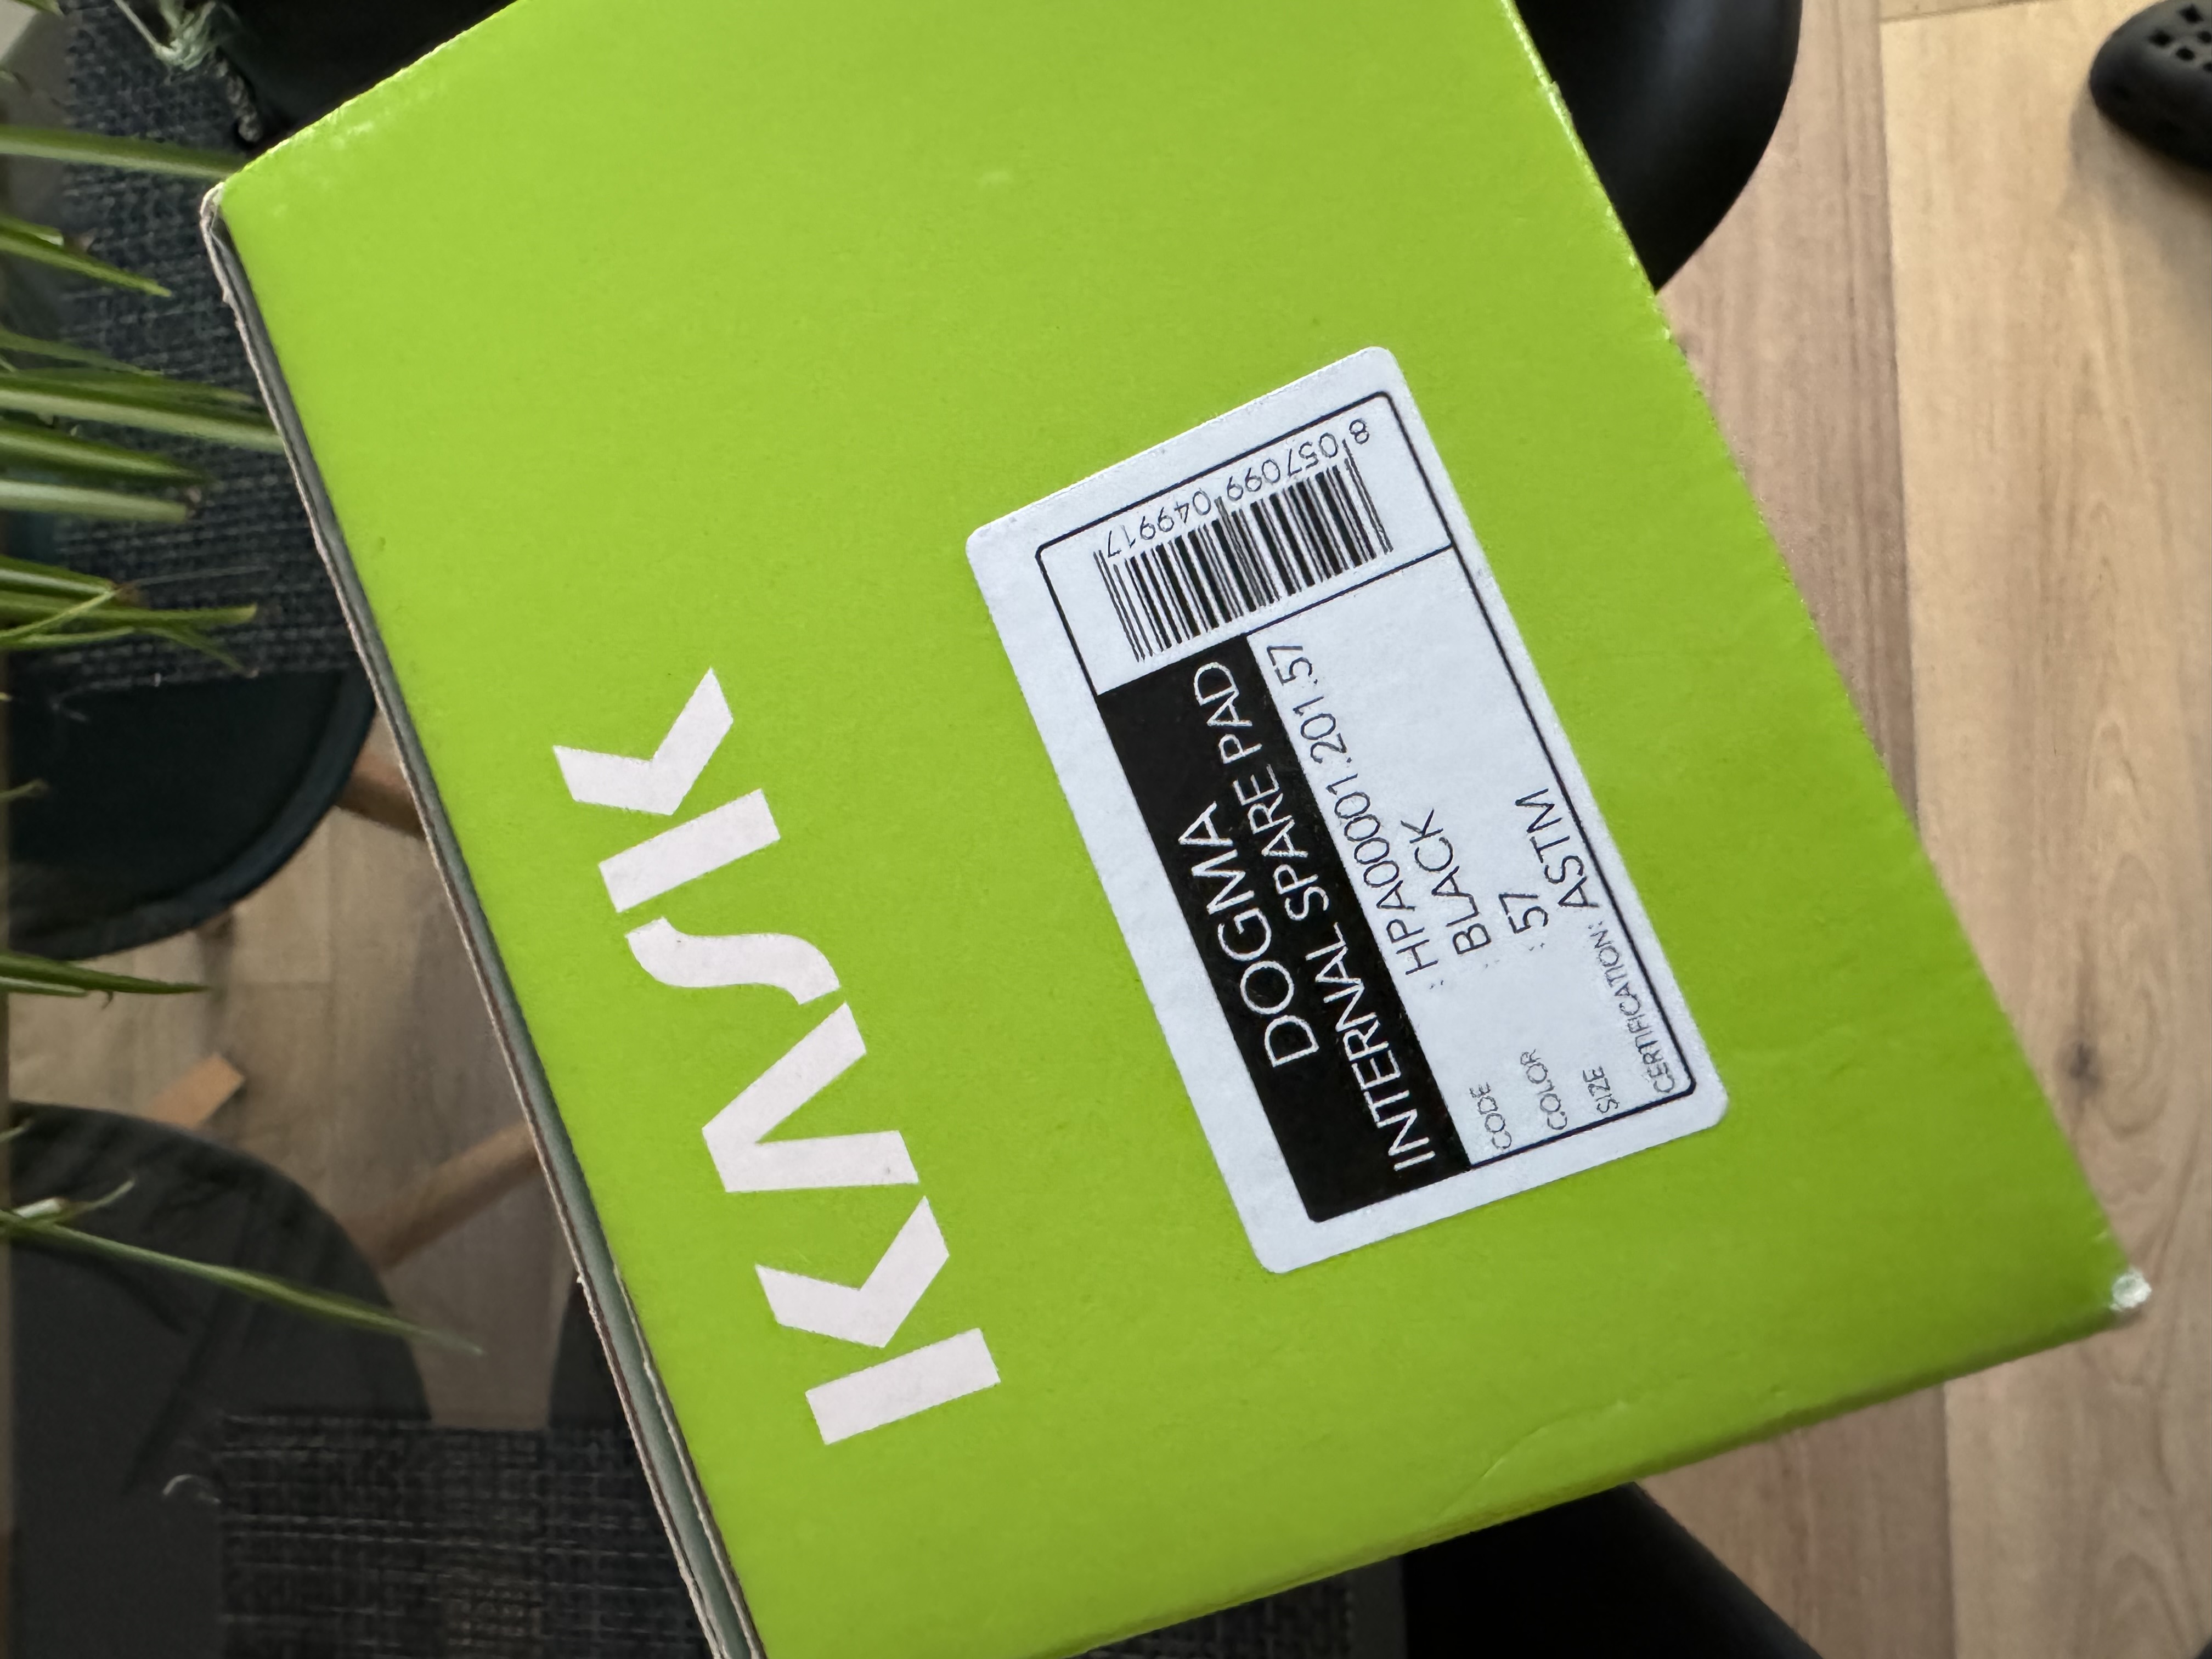 KASK
DOGMA
INTERNAL SPARE PAD
CODE : HPA00001.201.57
COLOR : BLACK
SIZE : 57
CERTIFICATION: ASTM
8 057099 049917